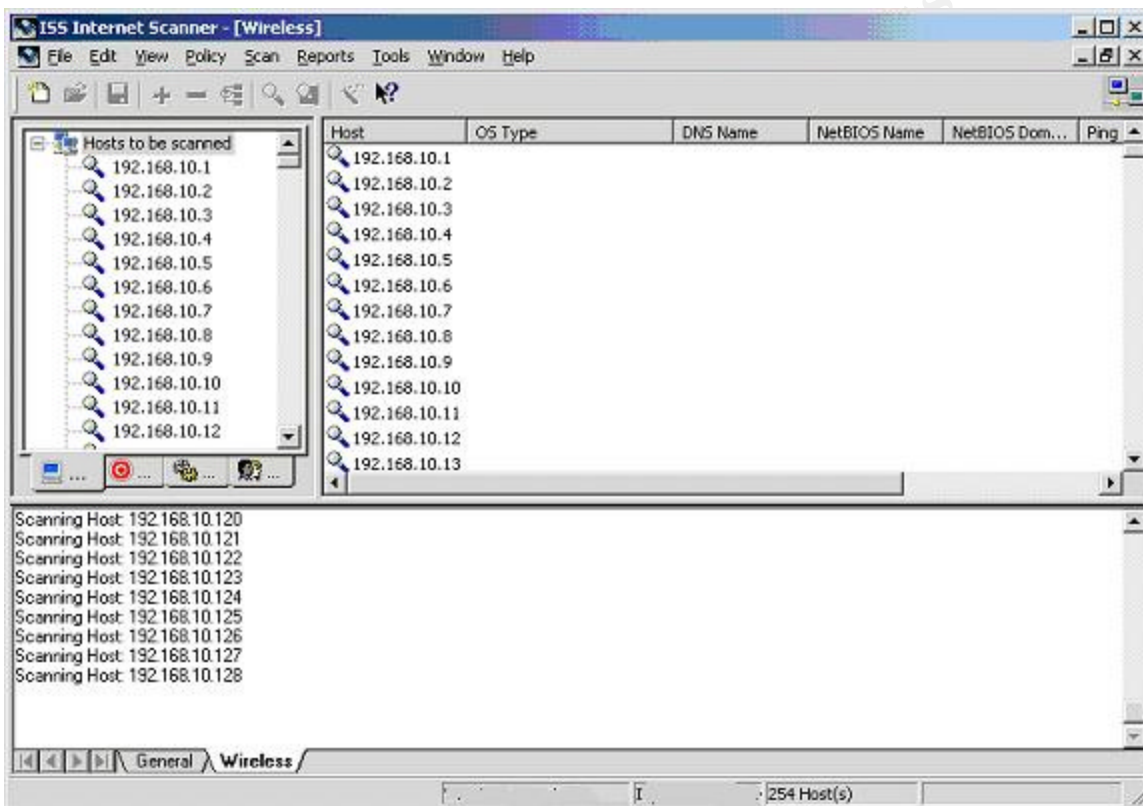 ISS Internet Scanner - [Wireless]
File Edit View Policy Scan Reports Tools Window Help
Hosts to be scanned
192.168.10.1
192.168.10.2
192.168.10.3
192.168.10.4
192.168.10.5
192.168.10.6
192.168.10.7
192.168.10.8
192.168.10.9
192.168.10.10
192.168.10.11
192.168.10.12
... ... ... ...
Host OS Type DNS Name NetBIOS Name NetBIOS Dom... Ping
192.168.10.1
192.168.10.2
192.168.10.3
192.168.10.4
192.168.10.5
192.168.10.6
192.168.10.7
192.168.10.8
192.168.10.9
192.168.10.10
192.168.10.11
192.168.10.12
192.168.10.13
Scanning Host: 192.168.10.120
Scanning Host: 192.168.10.121
Scanning Host: 192.168.10.122
Scanning Host: 192.168.10.123
Scanning Host: 192.168.10.124
Scanning Host: 192.168.10.125
Scanning Host: 192.168.10.126
Scanning Host: 192.168.10.127
Scanning Host: 192.168.10.128
General Wireless
254 Host(s)